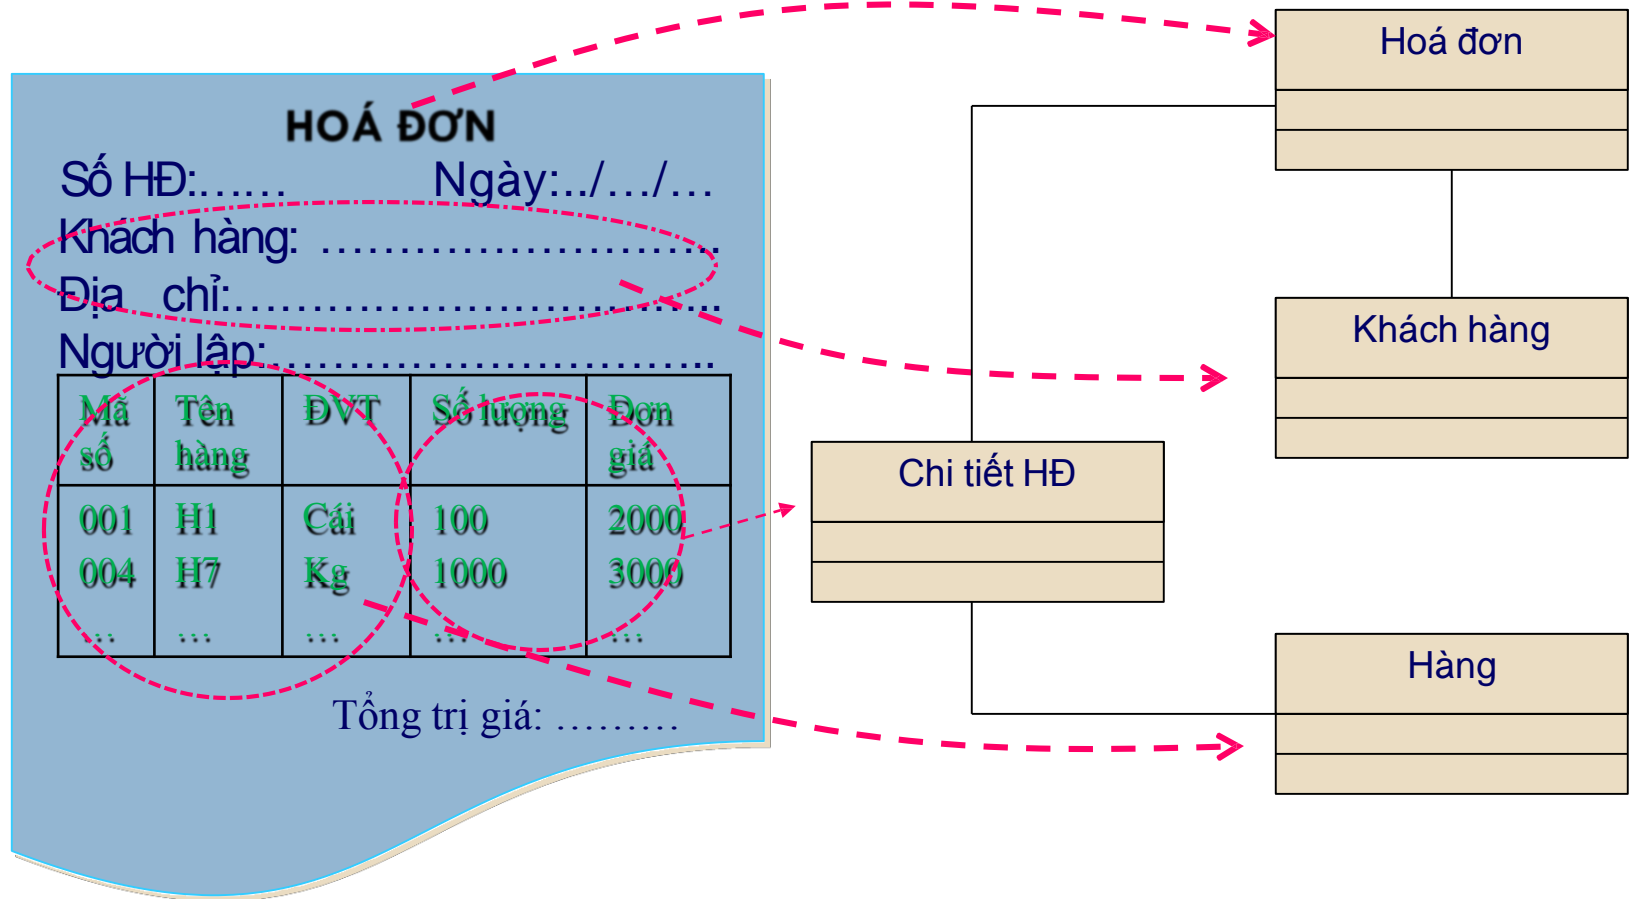 HOÁ ĐƠN
Số HĐ:...... Ngày:../.../...
Khách hàng: ............................
Địa chỉ:..................................
Người lập:...............................
Mã số Tên hàng ĐVT Số lượng Đơn giá
001 H1 Cái 100 2000
004 H7 Kg 1000 3000
... ... ... ... ...
Tổng trị giá: .........
Hoá đơn
Khách hàng
Chi tiết HĐ
Hàng